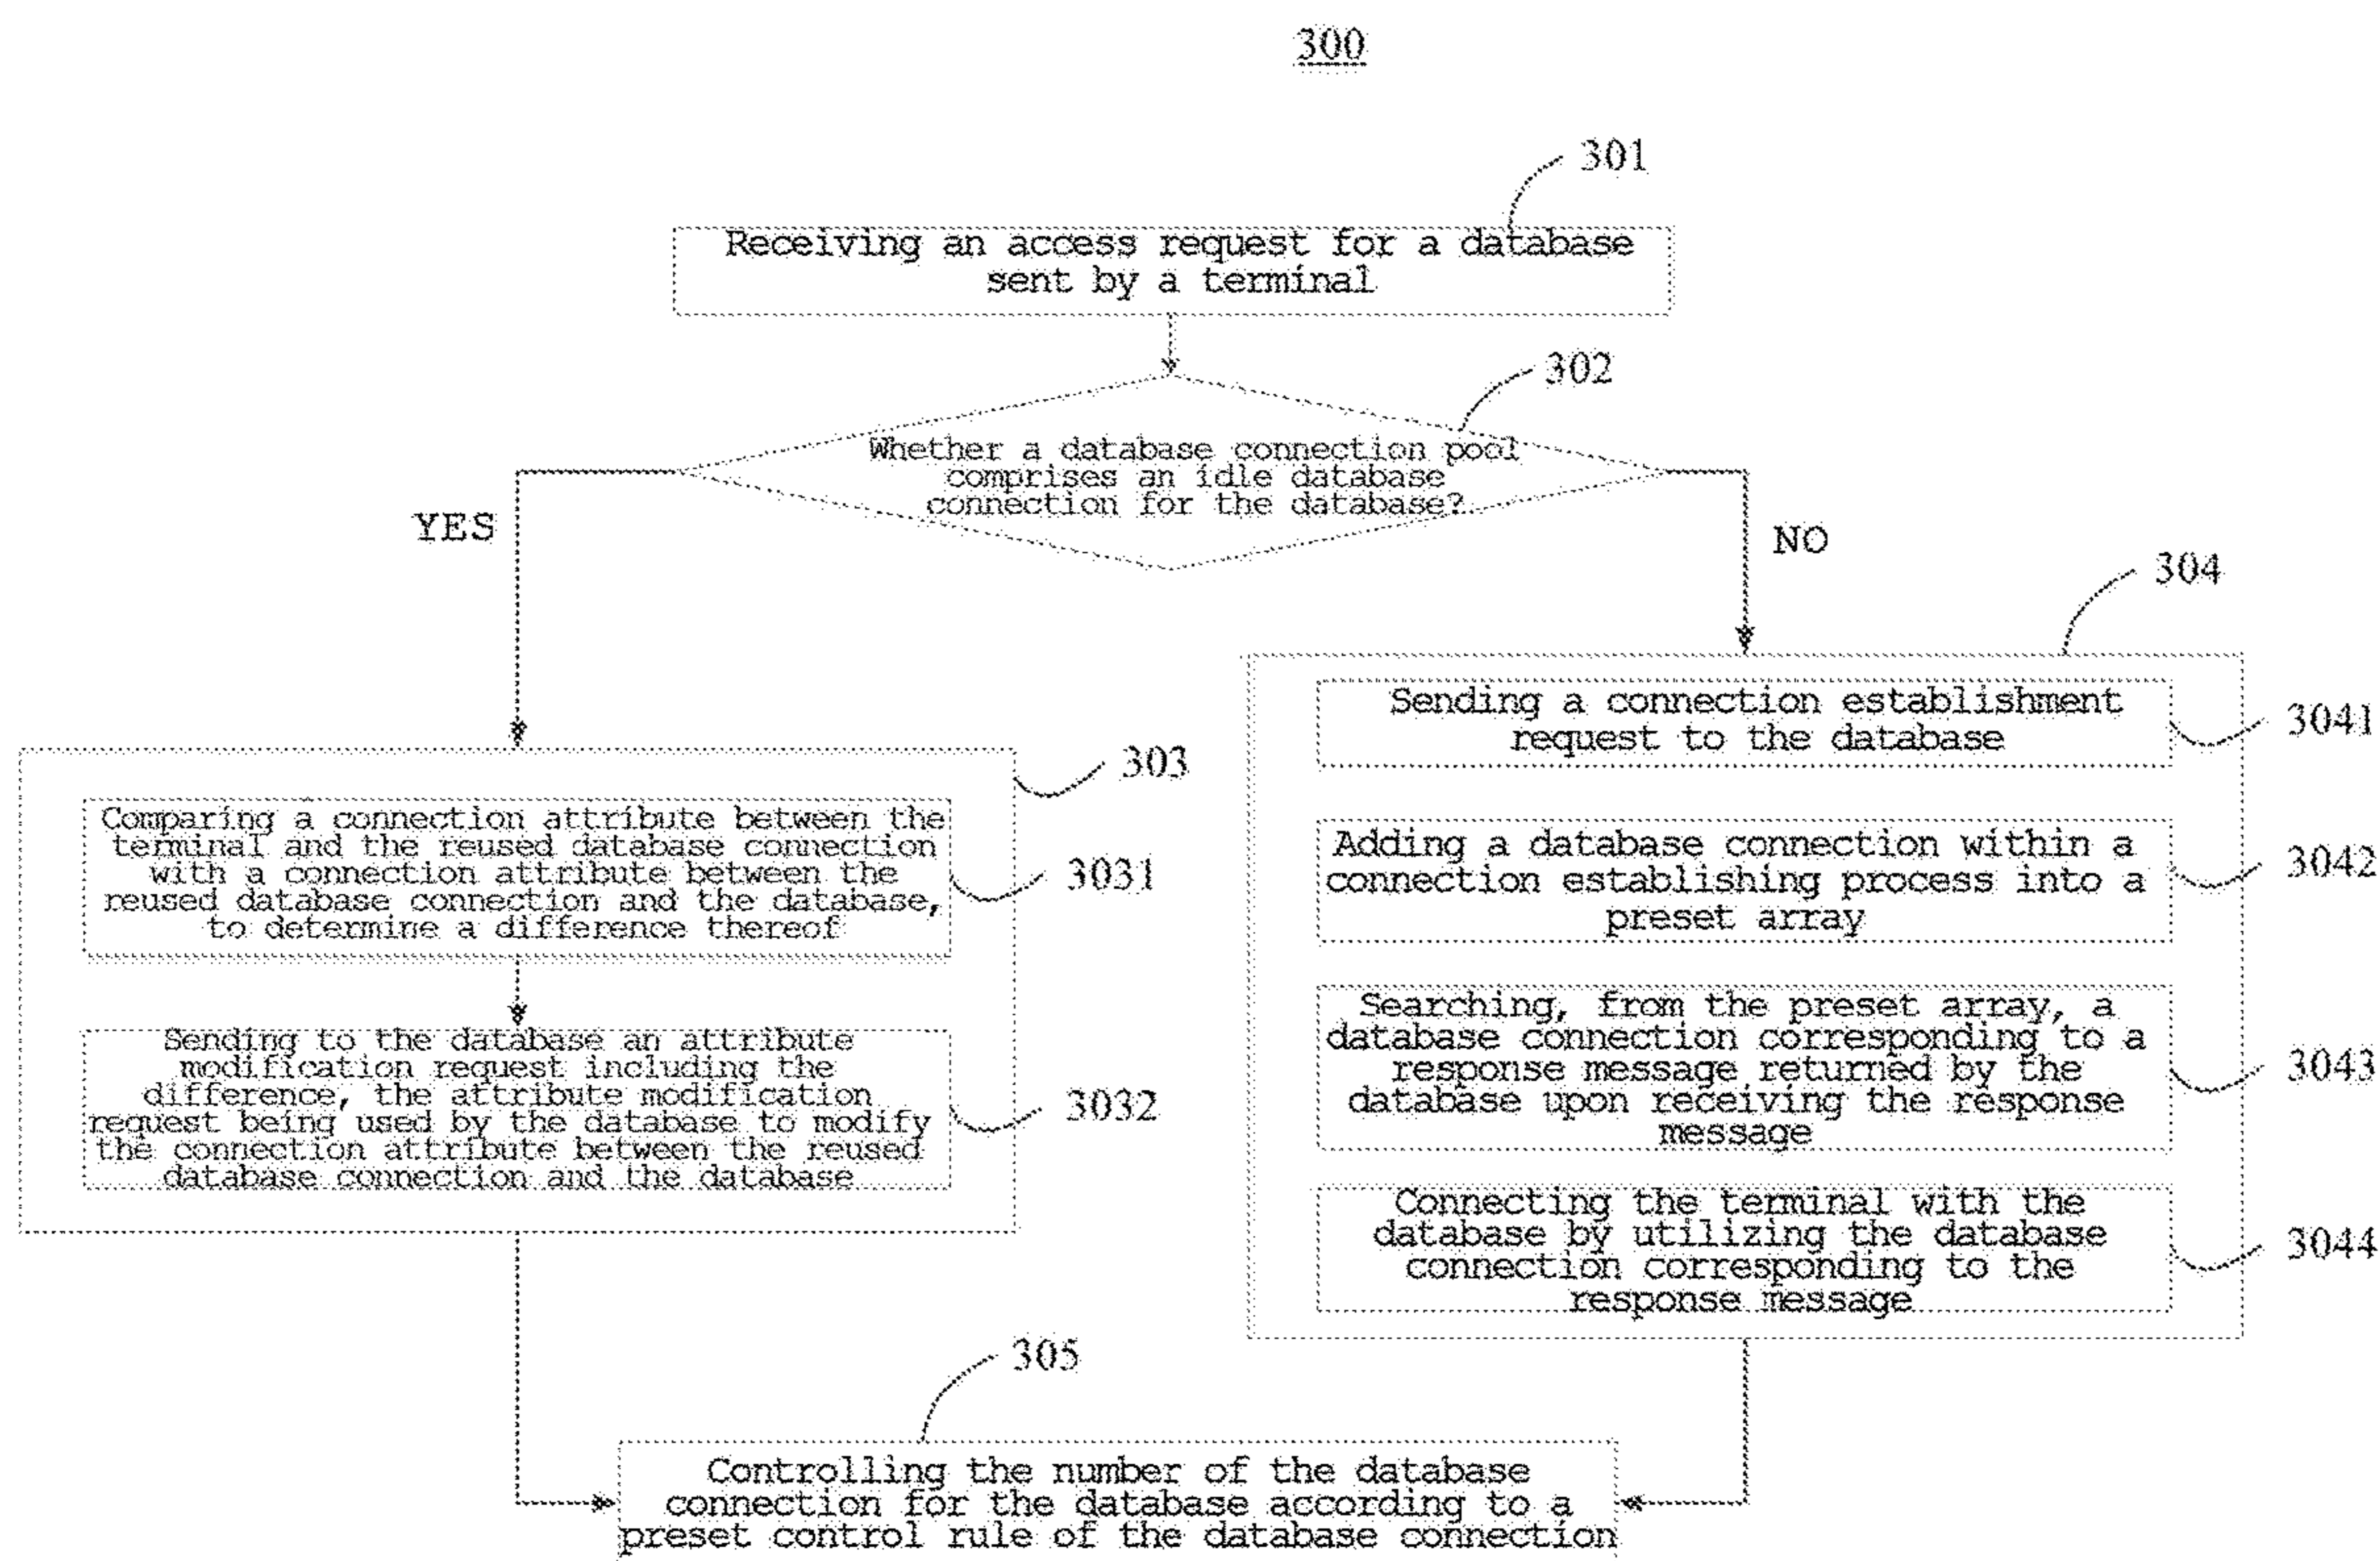 300
301
Receiving an access request for a database
sent by a terminal
302
Whether a database connection pool
comprises an idle database
connection for the database?
YES
NO
304
303
Comparing a connection attribute between the
terminal and the reused database connection
with a connection attribute between the
reused database connection and the database,
to determine a difference thereof
3031
Sending to the database an attribute
modification request including the
difference, the attribute modification
request being used by the database to modify
the connection attribute between the reused
database connection and the database
3032
Sending a connection establishment
request to the database
3041
Adding a database connection within a
connection establishing process into a
preset array
3042
Searching, from the preset array, a
database connection corresponding to a
response message returned by the
database upon receiving the response
message
3043
Connecting the terminal with the
database by utilizing the database
connection corresponding to the
response message
3044
305
Controlling the number of the database
connection for the database according to a
preset control rule of the database connection